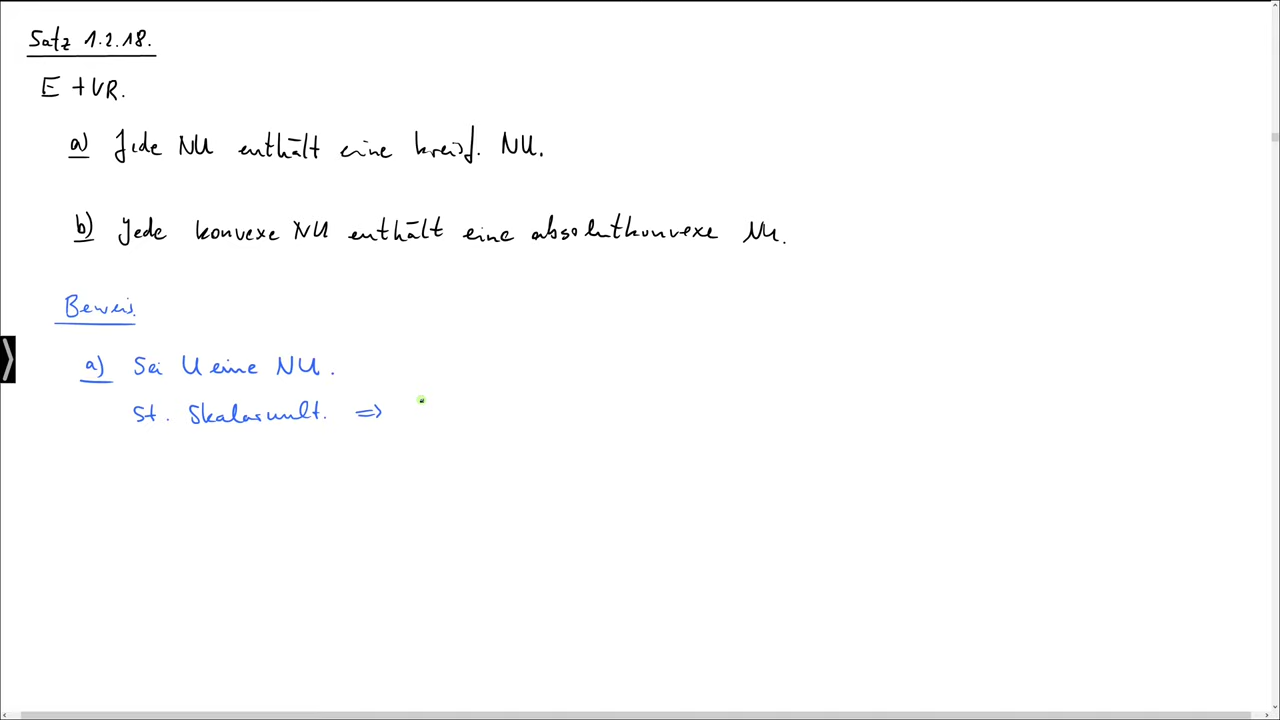 Satz 1.2.18.
E tVR.
a) Jede NU enthält eine kreisf. NU.
b) Jede konvexe NU enthält eine absolutkonvexe NU.
Beweis.
a) Sei U eine NU.
St. Skalarmult. =>